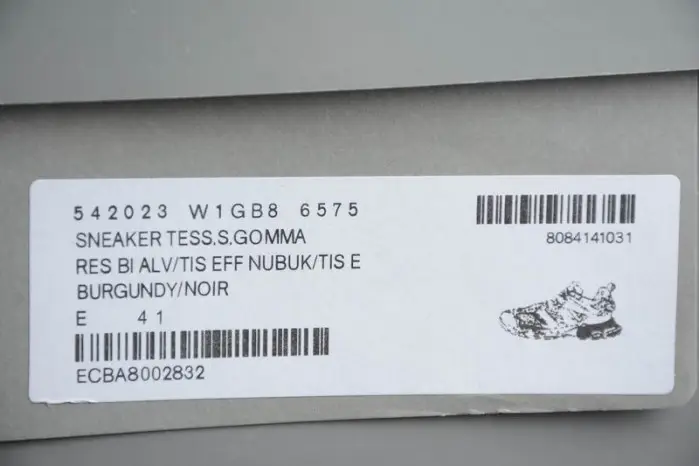 542023 W1GB8 6575
SNEAKER TESS.S.GOMMA
RES BI ALV/TIS EFF NUBUK/TIS E
BURGUNDY/NOIR
E 41
ECBA8002832
8084141031